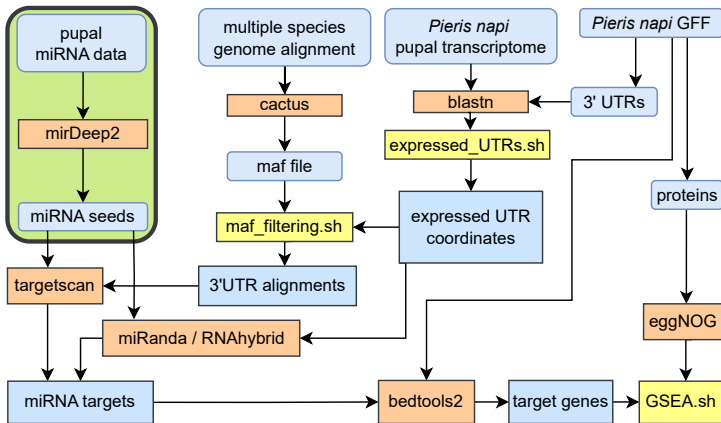 pupal
miRNA data
multiple species
genome alignment
Pieris napi
pupal transcriptome
Pieris napi GFF
mirDeep2
cactus
blastn
3' UTRs
expressed_UTRs.sh
maf file
miRNA seeds
maf_filtering.sh
expressed UTR
coordinates
proteins
targetscan
3'UTR alignments
miRanda / RNAhybrid
eggNOG
miRNA targets
bedtools2
target genes
GSEA.sh